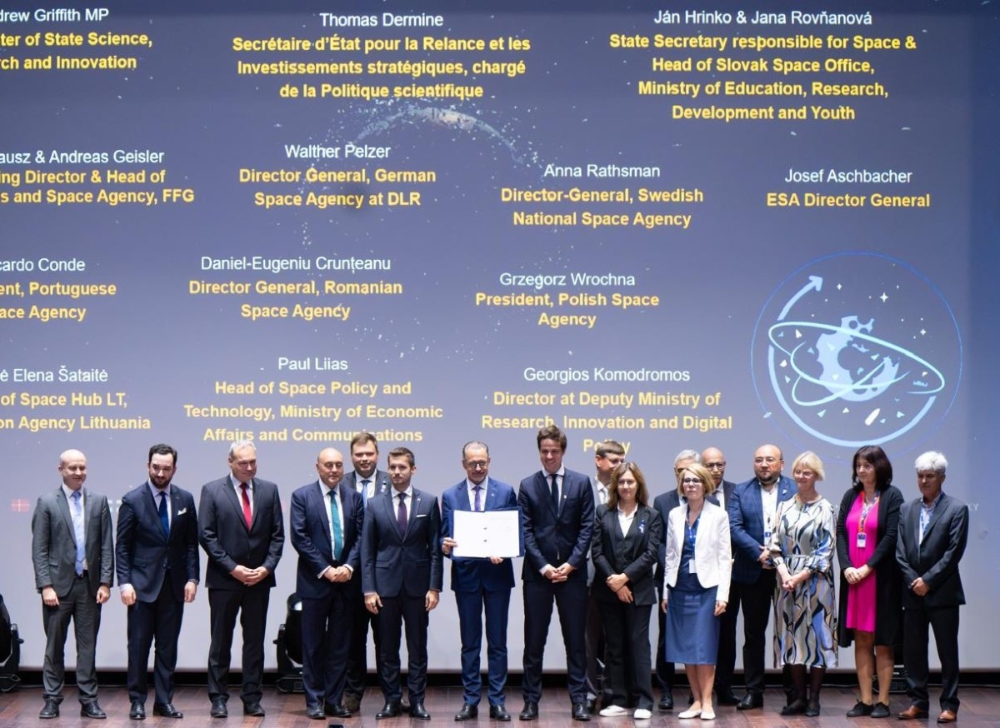 drew Griffith MP
ter of State Science,
rch and Innovation
Thomas Dermine
Secrétaire d'État pour la Relance et les
Investissements stratégiques, chargé
de la Politique scientifique
Ján Hrinko & Jana Rovňanová
State Secretary responsible for Space &
Head of Slovak Space Office,
Ministry of Education, Research,
Development and Youth
ausz & Andreas Geisler
ing Director & Head of
s and Space Agency, FFG
Walther Pelzer
Director General, German
Space Agency at DLR
Anna Rathsman
Director-General, Swedish
National Space Agency
Josef Aschbacher
ESA Director General
cardo Conde
ent, Portuguese
ace Agency
Daniel-Eugeniu Crunțeanu
Director General, Romanian
Space Agency
Grzegorz Wrochna
President, Polish Space
Agency
ė Elena Šataitė
of Space Hub LT,
on Agency Lithuania
Paul Liias
Head of Space Policy and
Technology, Ministry of Economic
Affairs and Communications
Georgios Komodromos
Director at Deputy Ministry of
Research, Innovation and Digital
Policy